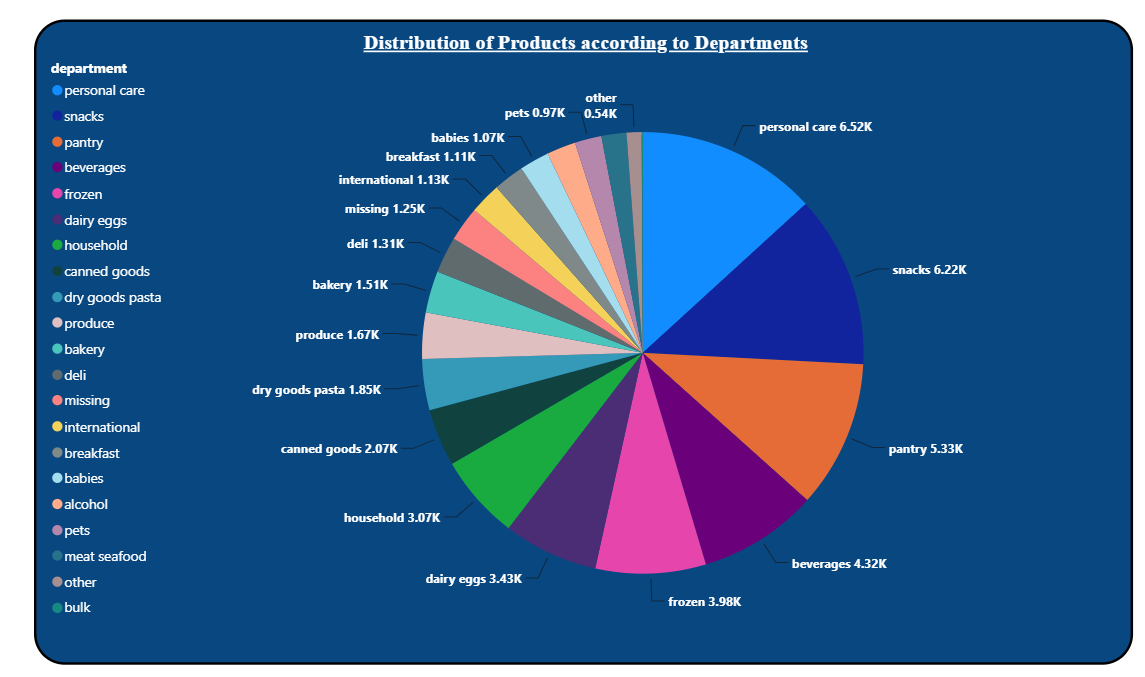 Distribution of Products according to Departments
department
personal care
snacks
pantry
beverages
frozen
dairy eggs
household
canned goods
dry goods pasta
produce
bakery
deli
missing
international
breakfast
babies
alcohol
pets
meat seafood
other
bulk
personal care 6.52K
snacks 6.22K
pantry 5.33K
beverages 4.32K
frozen 3.98K
dairy eggs 3.43K
household 3.07K
canned goods 2.07K
dry goods pasta 1.85K
produce 1.67K
bakery 1.51K
deli 1.31K
missing 1.25K
international 1.13K
breakfast 1.11K
babies 1.07K
pets 0.97K
other
0.54K